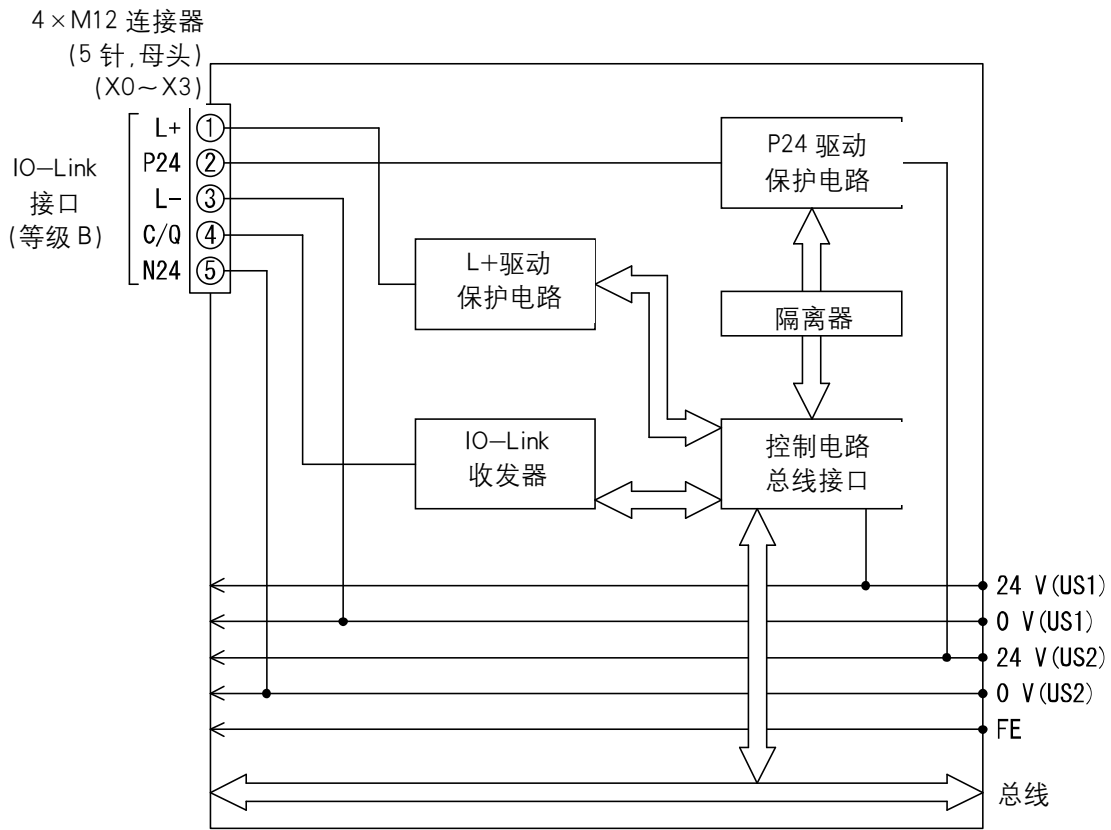 4×M12 连接器
(5 针,母头)
(X0~X3)
IO-Link
接口
(等级 B)
L+ ①
P24 ②
L- ③
C/Q ④
N24 ⑤
P24 驱动
保护电路
L+驱动
保护电路
隔离器
IO-Link
收发器
控制电路
总线接口
24 V(US1)
0 V(US1)
24 V(US2)
0 V(US2)
FE
总线